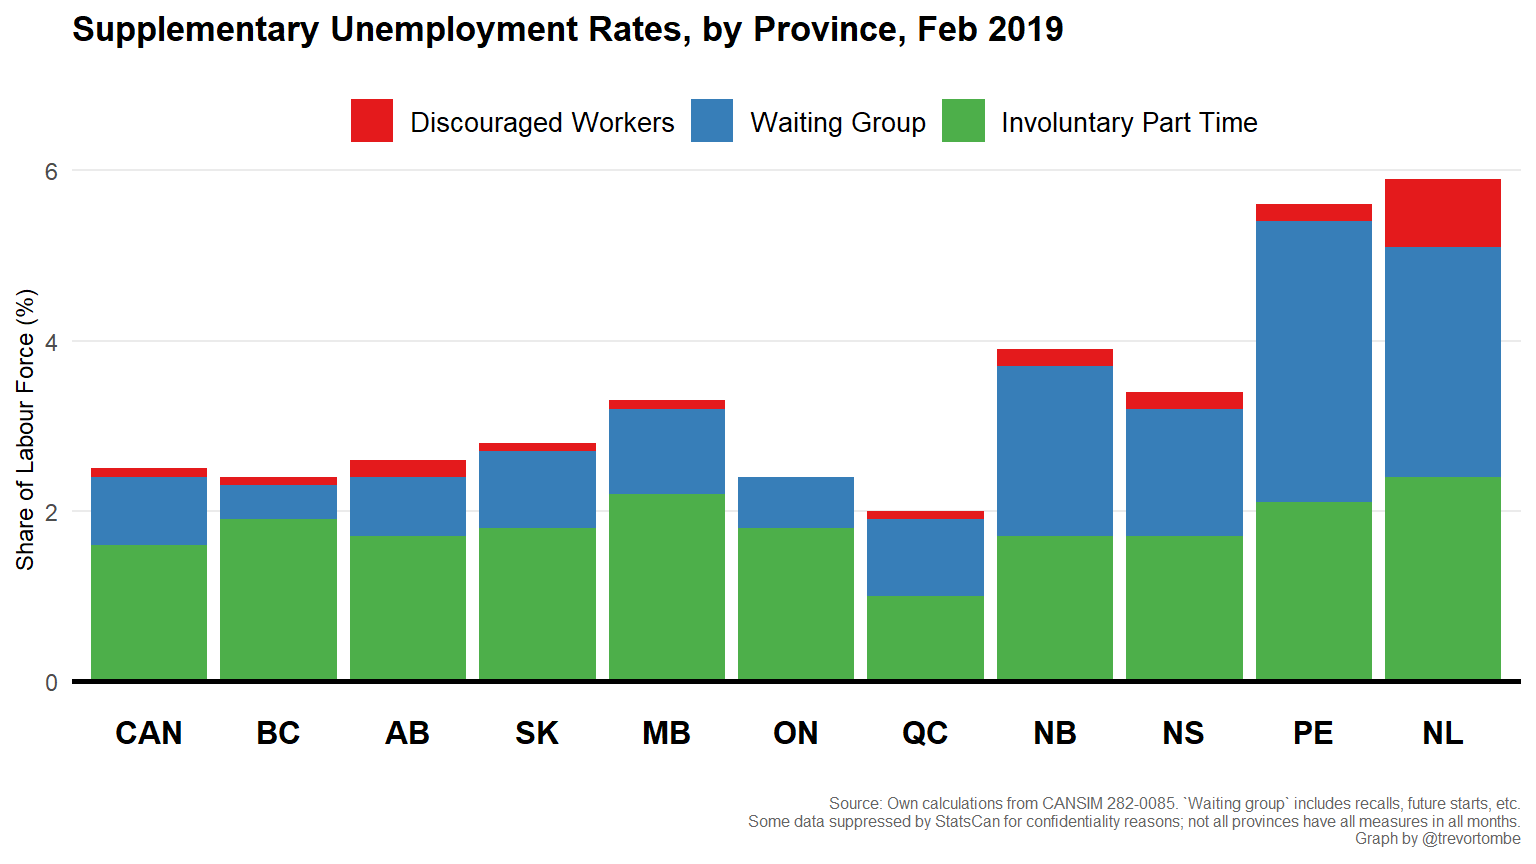 Supplementary Unemployment Rates, by Province, Feb 2019
Discouraged Workers Waiting Group Involuntary Part Time
Share of Labour Force (%)
6
4
2
0
CAN BC AB SK MB ON QC NB NS PE NL
Source: Own calculations from CANSIM 282-0085. `Waiting group` includes recalls, future starts, etc.
Some data suppressed by StatsCan for confidentiality reasons; not all provinces have all measures in all months.
Graph by @trevortombe